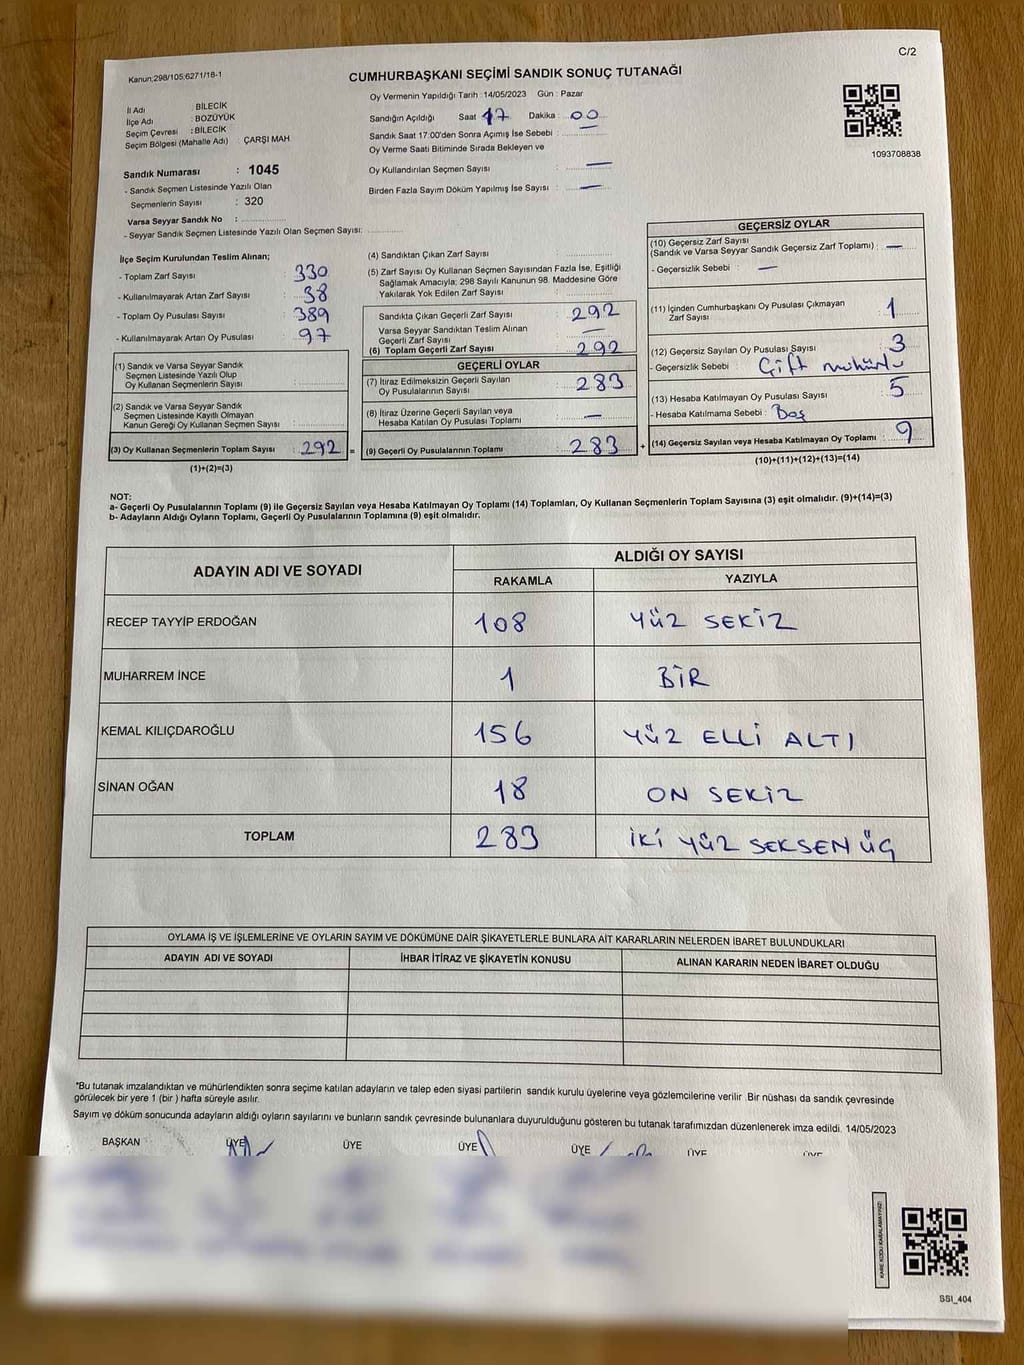 C/2
Kanun:298/105;6271/18-1
CUMHURBAŞKANI SEÇİMİ SANDIK SONUÇ TUTANAĞI
İl Adı : BİLECİK
İlçe Adı : BOZÜYÜK
Seçim Çevresi : BİLECİK
Seçim Bölgesi (Mahalle Adı) ÇARŞI MAH
Oy Vermenin Yapıldığı Tarih :14/05/2023 Gün : Pazar
Sandığın Açıldığı Saat 17 Dakika : 00
Sandık Saat 17:00'den Sonra Açımış İse Sebebi :
Oy Verme Saati Bitiminde Sırada Bekleyen ve
Oy Kullandırılan Seçmen Sayısı : —
Birden Fazla Sayım Döküm Yapılmış İse Sayısı : —
1093708838
Sandık Numarası : 1045
- Sandık Seçmen Listesinde Yazılı Olan
Seçmenlerin Sayısı : 320
Varsa Seyyar Sandık No :
- Seyyar Sandık Seçmen Listesinde Yazılı Olan Seçmen Sayısı:
İlçe Seçim Kurulundan Teslim Alınan;
- Toplam Zarf Sayısı : 330
- Kullanılmayarak Artan Zarf Sayısı : 38
- Toplam Oy Pusulası Sayısı : 389
- Kullanılmayarak Artan Oy Pusulası : 97
(1) Sandık ve Varsa Seyyar Sandık
Seçmen Listesinde Yazılı Olup
Oy Kullanan Seçmenlerin Sayısı :
(2) Sandık ve Varsa Seyyar Sandık
Seçmen Listesinde Kayıtlı Olmayan
Kanun Gereği Oy Kullanan Seçmen Sayısı :
(3) Oy Kullanan Seçmenlerin Toplam Sayısı : 292 =
(1)+(2)=(3)
(4) Sandıktan Çıkan Zarf Sayısı :
(5) Zarf Sayısı Oy Kullanan Seçmen Sayısından Fazla İse, Eşitliği
Sağlamak Amacıyla; 298 Sayılı Kanunun 98. Maddesine Göre
Yakılarak Yok Edilen Zarf Sayısı :
Sandıkta Çıkan Geçerli Zarf Sayısı : 292
Varsa Seyyar Sandıktan Teslim Alınan
Geçerli Zarf Sayısı : —
(6) Toplam Geçerli Zarf Sayısı : 292
GEÇERLİ OYLAR
(7) İtiraz Edilmeksizin Geçerli Sayılan
Oy Pusulalarının Sayısı : 283
(8) İtiraz Üzerine Geçerli Sayılan veya
Hesaba Katılan Oy Pusulası Toplamı : —
(9) Geçerli Oy Pusulalarının Toplamı : 283 +
GEÇERSİZ OYLAR
(10) Geçersiz Zarf Sayısı
(Sandık ve Varsa Seyyar Sandık Geçersiz Zarf Toplamı) : —
- Geçersizlik Sebebi : —
(11) İçinden Cumhurbaşkanı Oy Pusulası Çıkmayan
Zarf Sayısı : 1
(12) Geçersiz Sayılan Oy Pusulası Sayısı : 3
- Geçersizlik Sebebi : Çift mühürlü
(13) Hesaba Katılmayan Oy Pusulası Sayısı : 5
- Hesaba Katılmama Sebebi : Boş
(14) Geçersiz Sayılan veya Hesaba Katılmayan Oy Toplamı : 9
(10)+(11)+(12)+(13)=(14)
NOT:
a- Geçerli Oy Pusulalarının Toplamı (9) ile Geçersiz Sayılan veya Hesaba Katılmayan Oy Toplamı (14) Toplamları, Oy Kullanan Seçmenlerin Toplam Sayısına (3) eşit olmalıdır. (9)+(14)=(3)
b- Adayların Aldığı Oyların Toplamı, Geçerli Oy Pusulalarının Toplamına (9) eşit olmalıdır.
ADAYIN ADI VE SOYADI
ALDIĞI OY SAYISI
RAKAMLA YAZIYLA
RECEP TAYYİP ERDOĞAN 108 YÜZ SEKİZ
MUHARREM İNCE 1 BİR
KEMAL KILIÇDAROĞLU 156 YÜZ ELLİ ALTI
SİNAN OĞAN 18 ON SEKİZ
TOPLAM 283 İKİ YÜZ SEKSEN ÜÇ
OYLAMA İŞ VE İŞLEMLERİNE VE OYLARIN SAYIM VE DÖKÜMÜNE DAİR ŞİKAYETLERLE BUNLARA AİT KARARLARIN NELERDEN İBARET BULUNDUKLARI
ADAYIN ADI VE SOYADI İHBAR İTİRAZ VE ŞİKAYETİN KONUSU ALINAN KARARIN NEDEN İBARET OLDUĞU
*Bu tutanak imzalandıktan ve mühürlendikten sonra seçime katılan adayların ve talep eden siyasi partilerin sandık kurulu üyelerine veya gözlemcilerine verilir .Bir nüshası da sandık çevresinde
görülecek bir yere 1 (bir ) hafta süreyle asılır.
Sayım ve döküm sonucunda adayların aldığı oyların sayılarını ve bunların sandık çevresinde bulunanlara duyurulduğunu gösteren bu tutanak tarafımızdan düzenlenerek imza edildi. 14/05/2023
BAŞKAN ÜYE ÜYE ÜYE ÜYE ÜYE ÜYE
KARE KODU KARALAMAYINIZ!
SSI_404